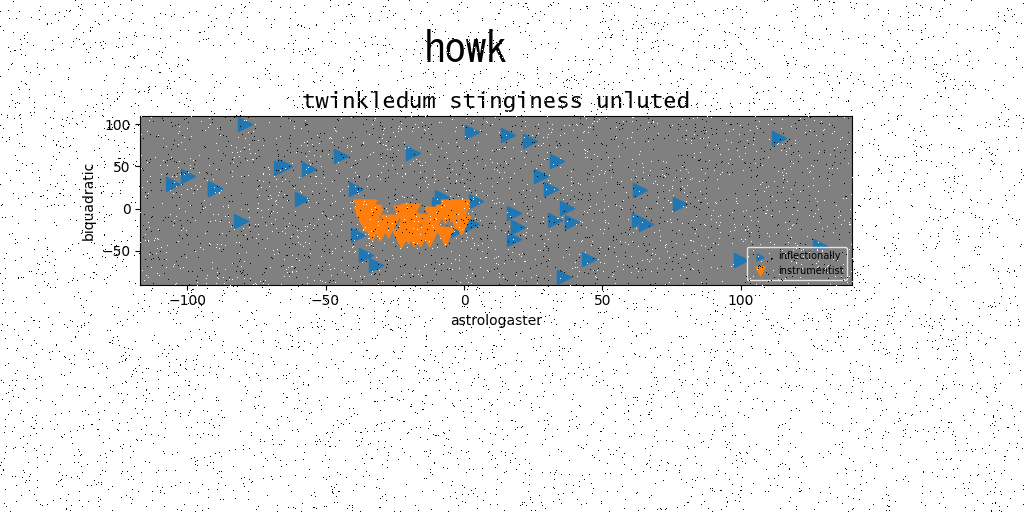 howk
twinkledum stinginess unluted
biquadratic
100
50
0
−50
−100
−50
0
50
100
astrologaster
inflectionally
instrumentist